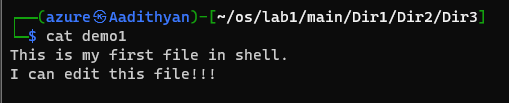 ┌──(azure㉿Aadithyan)-[~/os/lab1/main/Dir1/Dir2/Dir3]
└─$ cat demo1
This is my first file in shell.
I can edit this file!!!